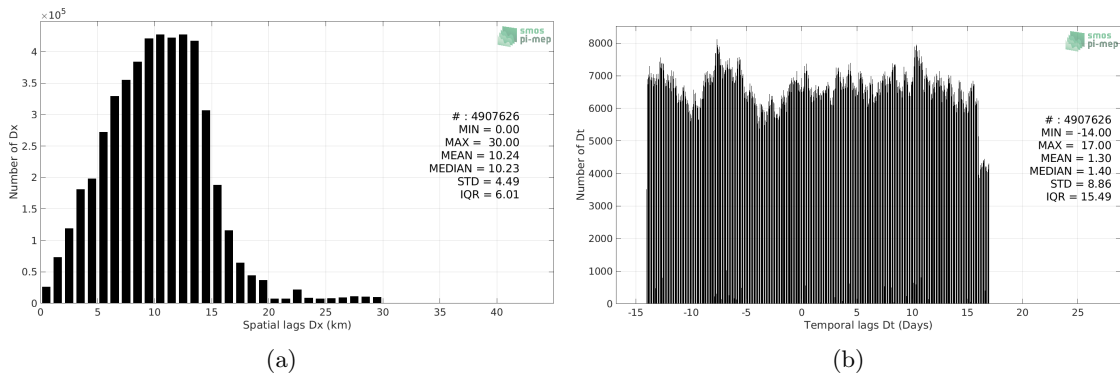 ×10⁵
4
3.5
3
2.5
2
1.5
1
0.5
0
Number of Dx
0 5 10 15 20 25 30 35 40
Spatial lags Dx (km)
smos
pi-mep
# : 4907626
MIN = 0.00
MAX = 30.00
MEAN = 10.24
MEDIAN = 10.23
STD = 4.49
IQR = 6.01
(a)
8000
7000
6000
5000
4000
3000
2000
1000
0
Number of Dt
-15 -10 -5 0 5 10 15 20 25
Temporal lags Dt (Days)
smos
pi-mep
# : 4907626
MIN = -14.00
MAX = 17.00
MEAN = 1.30
MEDIAN = 1.40
STD = 8.86
IQR = 15.49
(b)